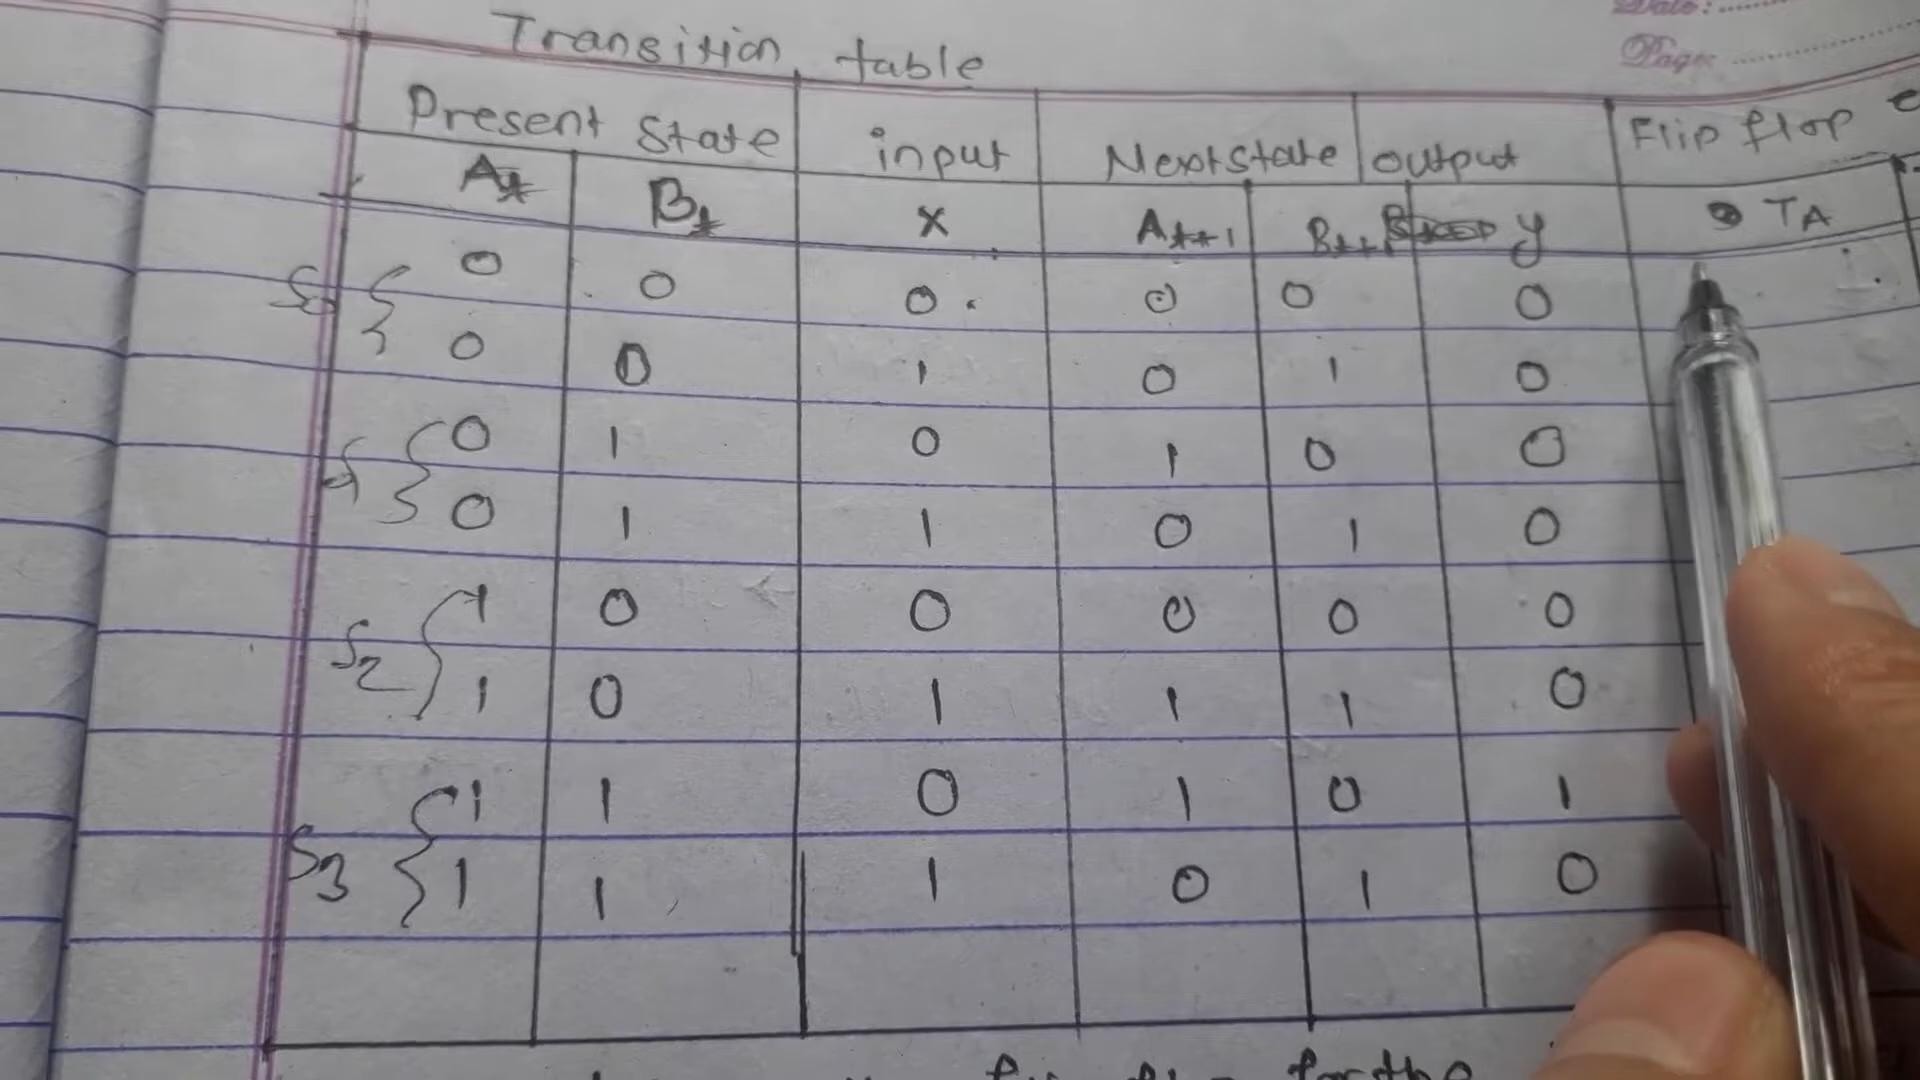 Date:
Page:
Transition table
Present State input Nextstate output Flip flop
At Bt x At+1 Bt+1 y TA
S0 0 0 0 0 0 0
0 0 1 0 1 0
0 1 0 1 0 0
0 1 1 0 1 0
S2 1 0 0 0 0 0
1 0 1 1 1 0
S3 1 1 0 1 0 1
1 1 1 0 1 0